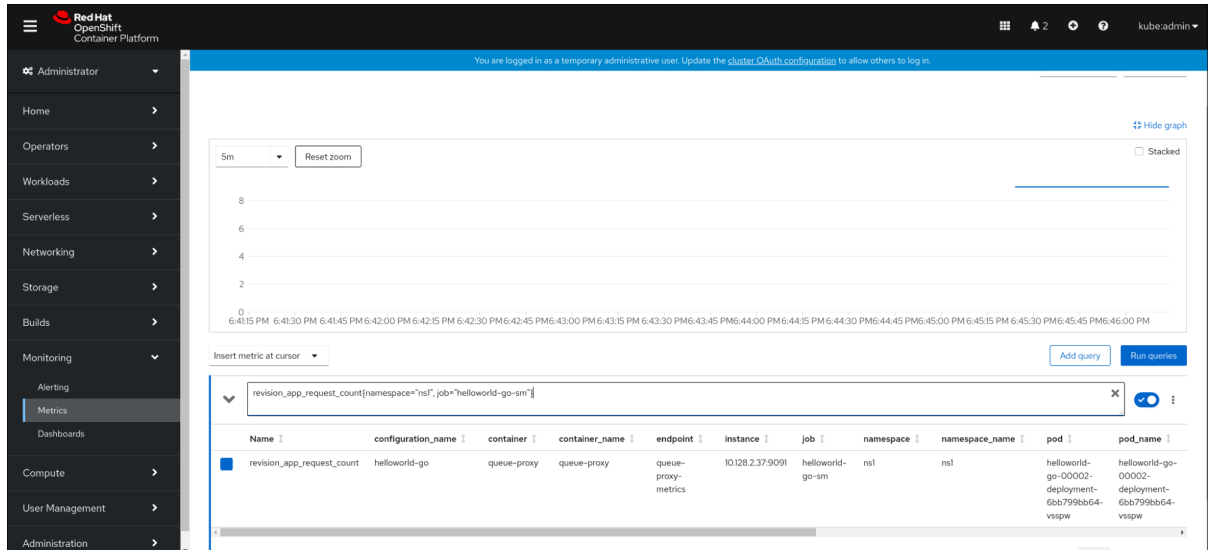 Red Hat
OpenShift
Container Platform
2
kube:admin
Administrator
You are logged in as a temporary administrative user. Update the cluster OAuth configuration to allow others to log in.
Home
Operators
Workloads
Serverless
Networking
Storage
Builds
Monitoring
Alerting
Metrics
Dashboards
Compute
User Management
Administration
Hide graph
5m
Reset zoom
Stacked
8
6
4
2
0
6:41:15 PM 6:41:30 PM 6:41:45 PM 6:42:00 PM 6:42:15 PM 6:42:30 PM 6:42:45 PM 6:43:00 PM 6:43:15 PM 6:43:30 PM 6:43:45 PM 6:44:00 PM 6:44:15 PM 6:44:30 PM 6:44:45 PM 6:45:00 PM 6:45:15 PM 6:45:30 PM 6:45:45 PM 6:46:00 PM
Insert metric at cursor
Add query
Run queries
revision_app_request_count{namespace="ns1", job="helloworld-go-sm"}
Name configuration_name container container_name endpoint instance job namespace namespace_name pod pod_name
revision_app_request_count
helloworld-go
queue-proxy
queue-proxy
queue-
proxy-
metrics
10.128.2.37:9091
helloworld-
go-sm
ns1
ns1
helloworld-
go-00002-
deployment-
6bb799bb64-
vsspw
helloworld-go-
00002-
deployment-
6bb799bb64-
vsspw